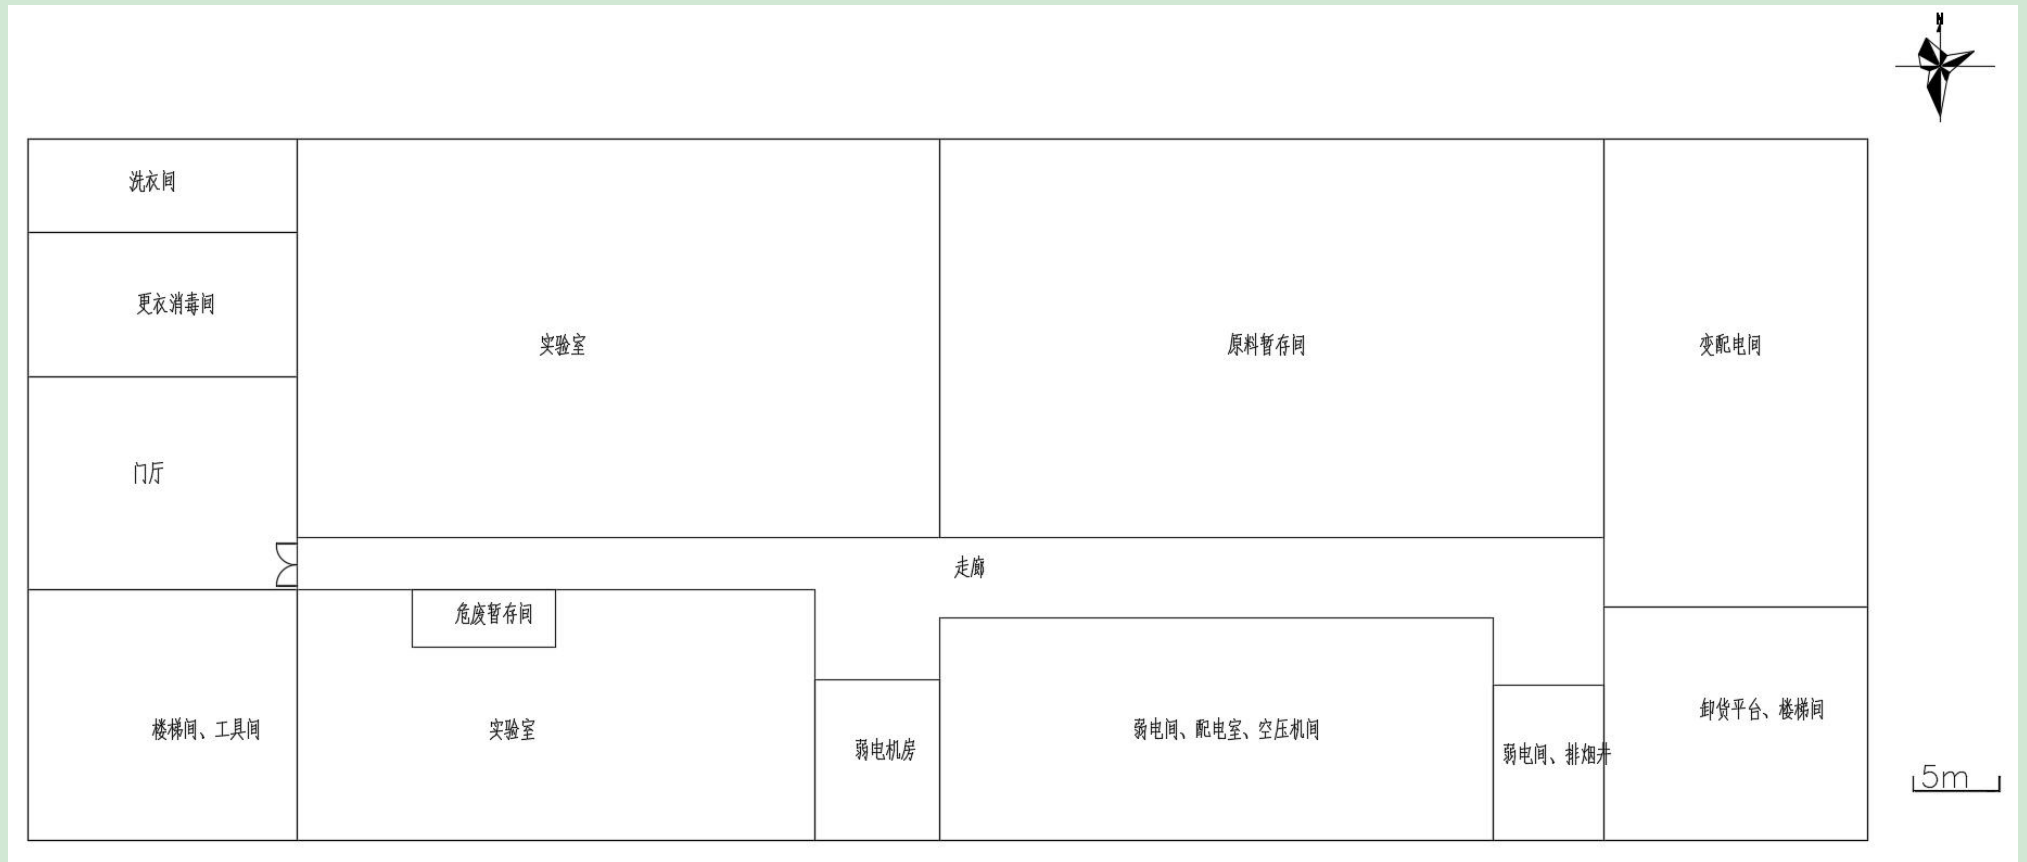 N
洗衣间
更衣消毒间
实验室
原料暂存间
变配电间
门厅
走廊
危废暂存间
楼梯间、工具间
实验室
弱电机房
弱电间、配电室、空压机间
弱电间、排烟井
卸货平台、楼梯间
5m